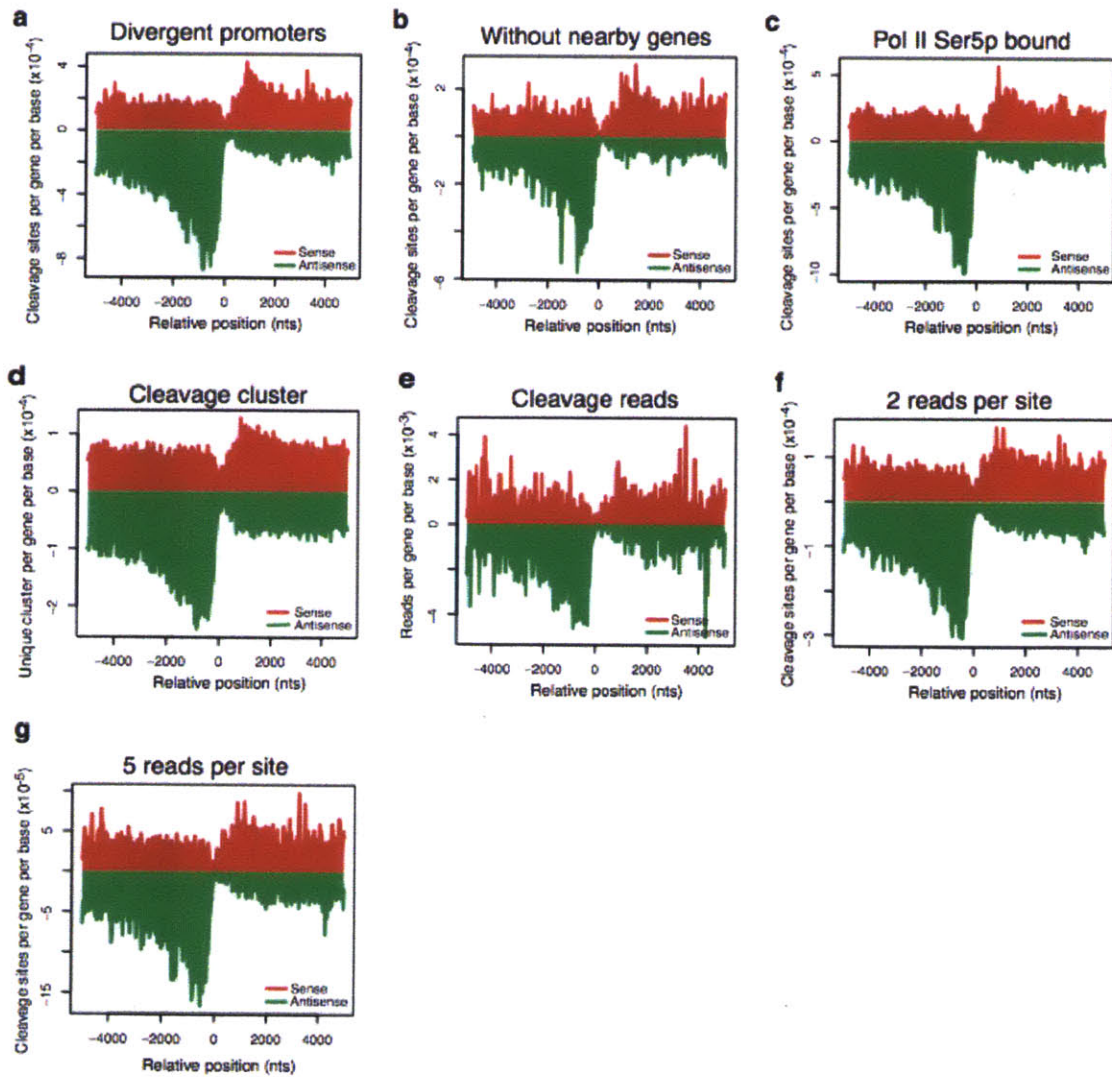 a
Divergent promoters
Cleavage sites per gene per base (x10⁻⁴)
4
2
0
-4
-8
Sense
Antisense
-4000 -2000 0 2000 4000
Relative position (nts)
b
Without nearby genes
Cleavage sites per gene per base (x10⁻⁴)
2
0
-2
-6
Sense
Antisense
-4000 -2000 0 2000 4000
Relative position (nts)
c
Pol II Ser5p bound
Cleavage sites per gene per base (x10⁻⁴)
5
0
-5
-10
Sense
Antisense
-4000 -2000 0 2000 4000
Relative position (nts)
d
Cleavage cluster
Unique cluster per gene per base (x10⁻⁴)
1
0
-1
-2
Sense
Antisense
-4000 -2000 0 2000 4000
Relative position (nts)
e
Cleavage reads
Reads per gene per base (x10⁻³)
4
2
0
-4
Sense
Antisense
-4000 -2000 0 2000 4000
Relative position (nts)
f
2 reads per site
Cleavage sites per gene per base (x10⁻⁴)
1
-1
-3
Sense
Antisense
-4000 -2000 0 2000 4000
Relative position (nts)
g
5 reads per site
Cleavage sites per gene per base (x10⁻⁵)
5
-5
-15
Sense
Antisense
-4000 -2000 0 2000 4000
Relative position (nts)